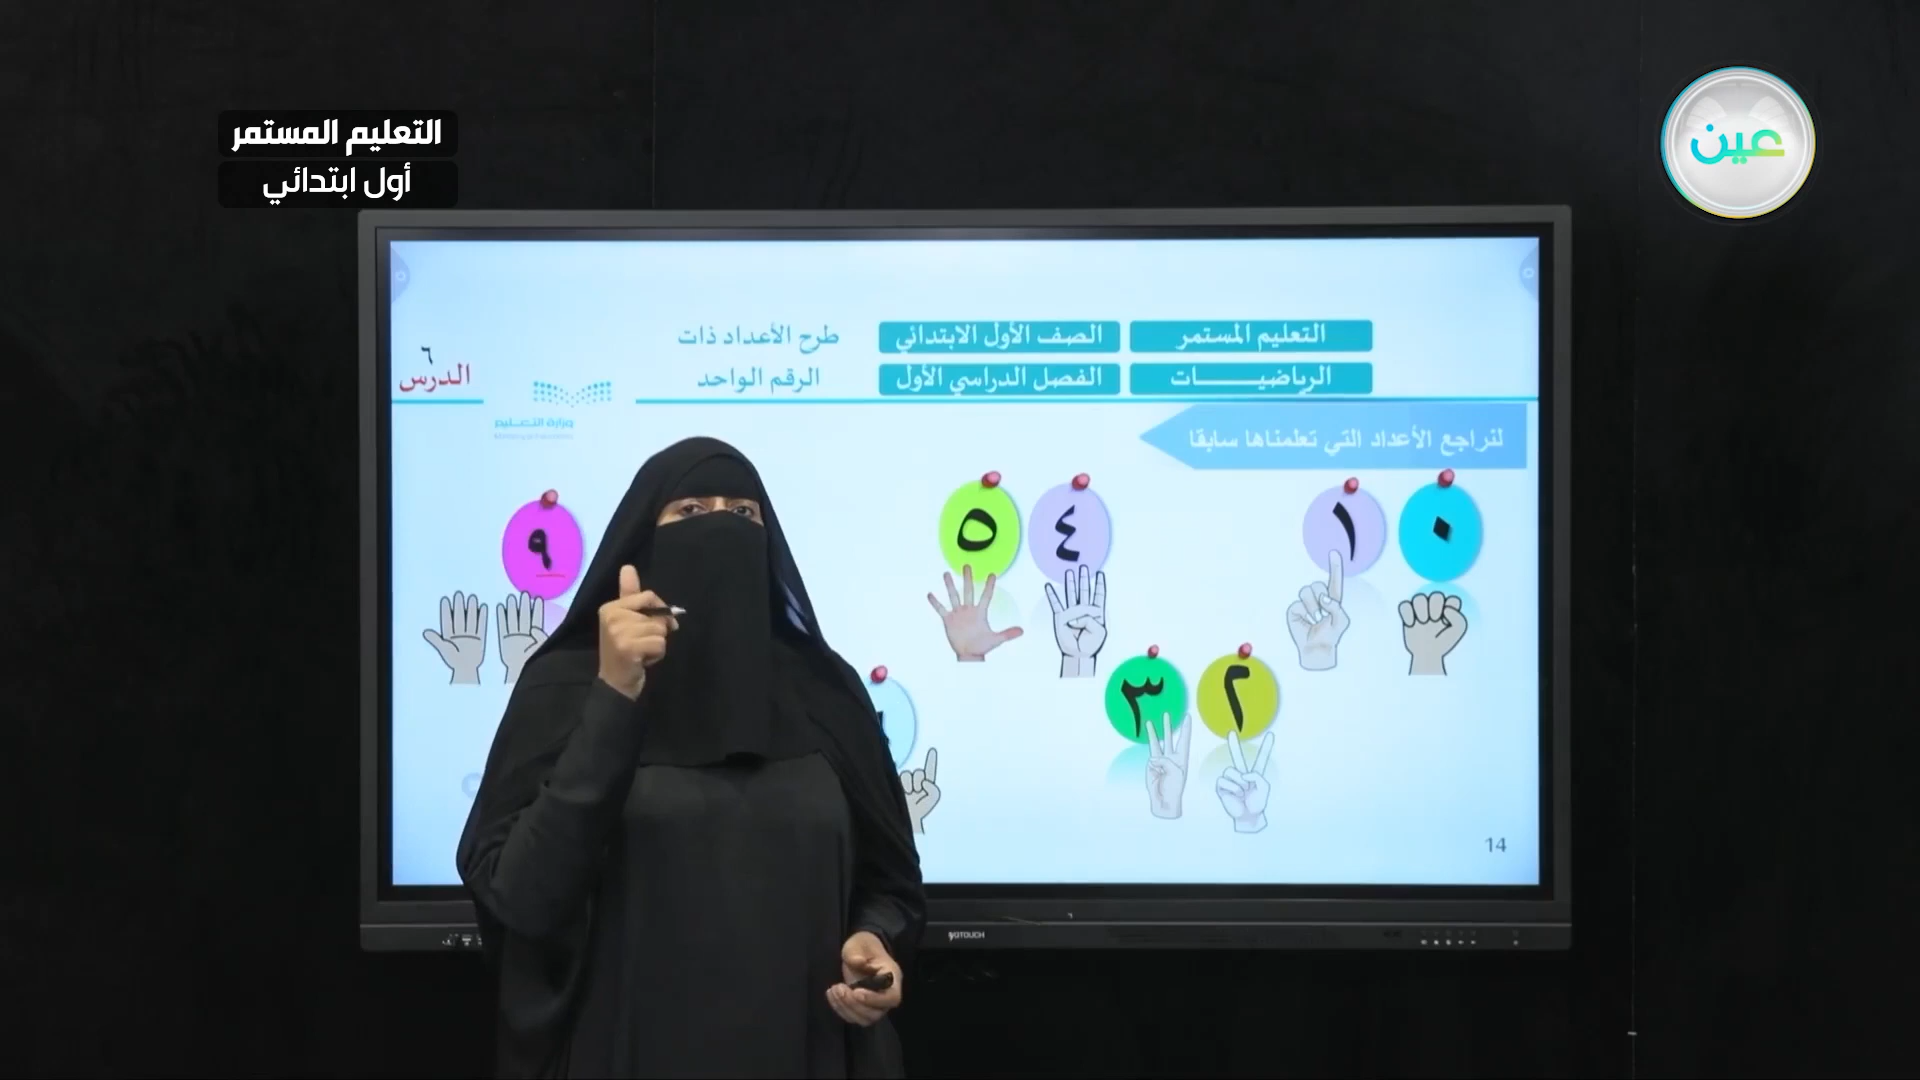 التعليم المستمر
أول ابتدائي
عين
التعليم المستمر
الصف الأول الابتدائي
طرح الأعداد ذات
الرياضيـــــات
الفصل الدراسي الأول
الرقم الواحد
٦
الدرس
وزارة التعليم
لنراجع الأعداد التي تعلمناها سابقا
٠
١
٤
٥
٩
٢
٣
14